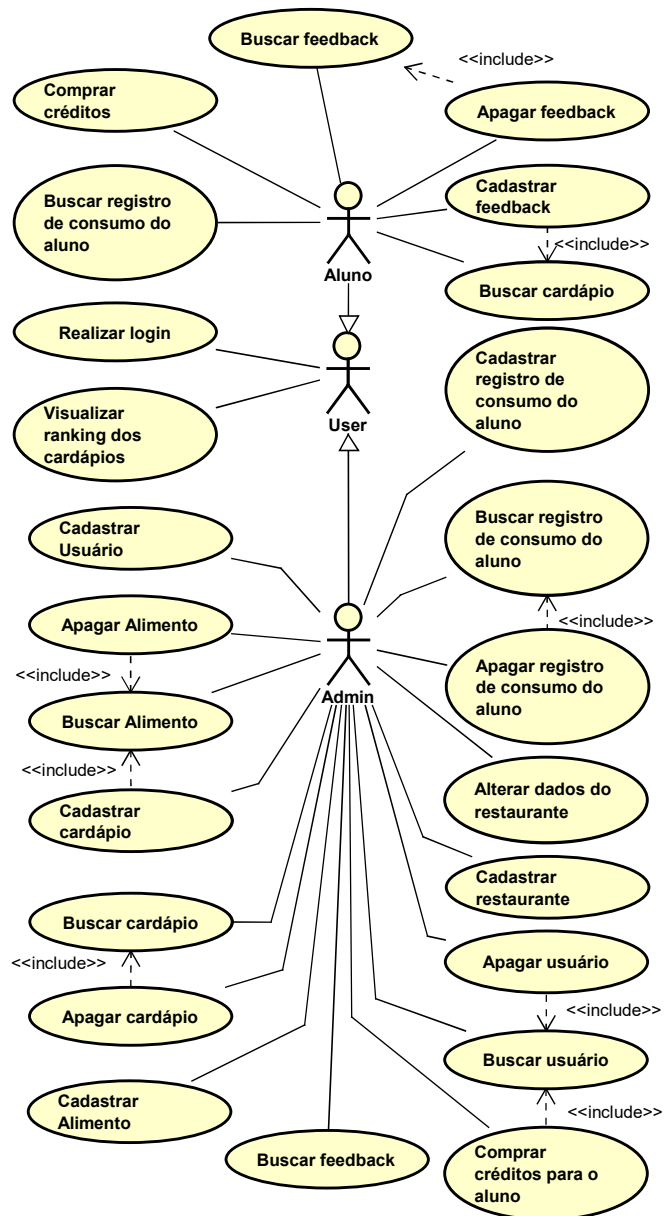 Buscar feedback
<<include>>
Comprar
créditos
Apagar feedback
Buscar registro
de consumo do
aluno
Cadastrar
feedback
<<include>>
Aluno
Buscar cardápio
Realizar login
Cadastrar
registro de
consumo do
aluno
Visualizar
ranking dos
cardápios
User
Cadastrar
Usuário
Buscar registro
de consumo do
aluno
Apagar Alimento
<<include>>
<<include>>
Apagar registro
de consumo do
aluno
Admin
Buscar Alimento
<<include>>
Cadastrar
cardápio
Alterar dados do
restaurante
Cadastrar
restaurante
Buscar cardápio
<<include>>
Apagar usuário
<<include>>
Apagar cardápio
Buscar usuário
Cadastrar
Alimento
<<include>>
Buscar feedback
Comprar
créditos para o
aluno